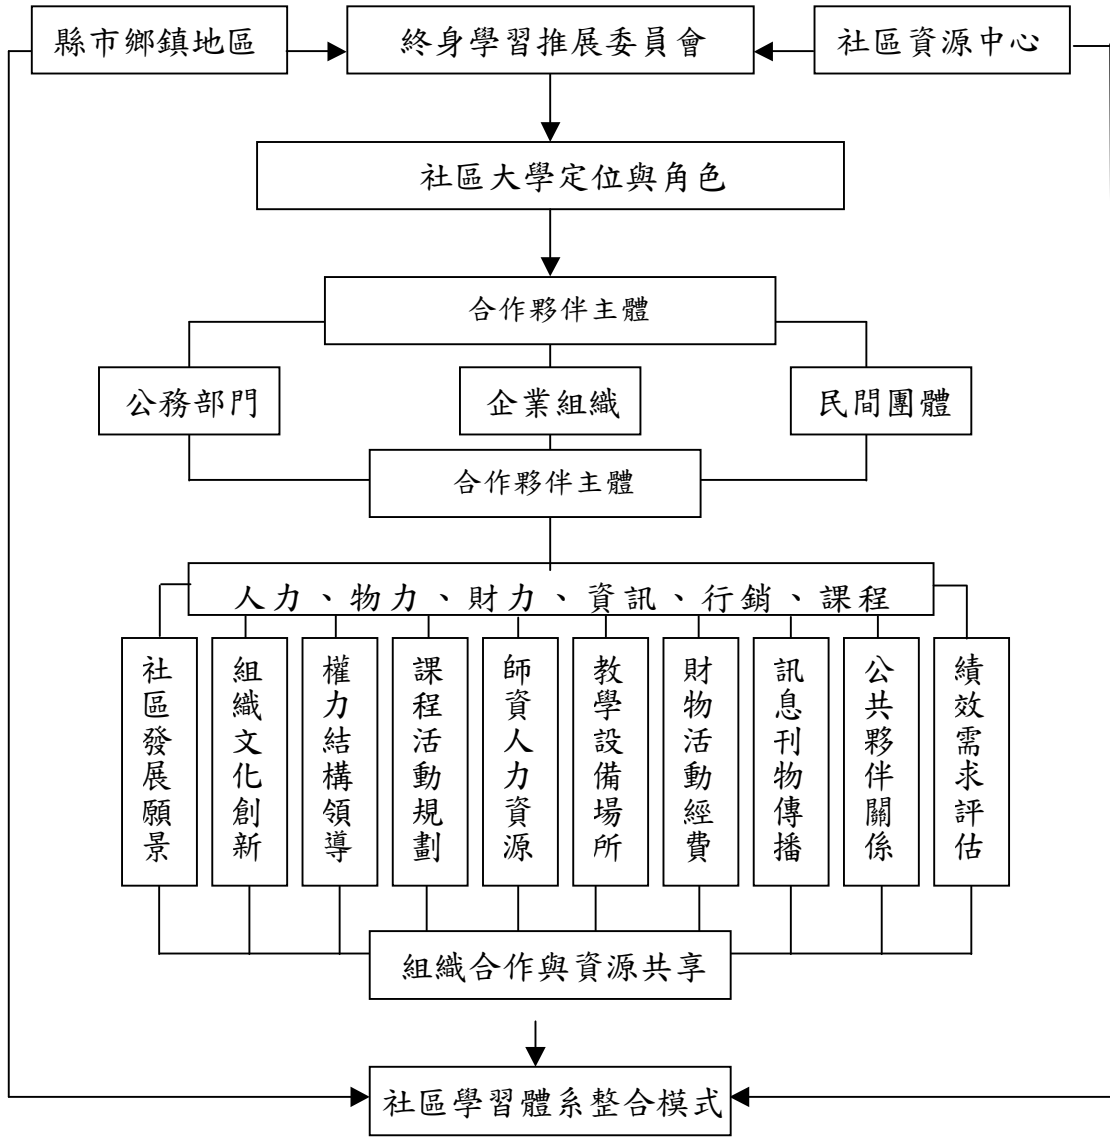 縣市鄉鎮地區
終身學習推展委員會
社區資源中心
社區大學定位與角色
合作夥伴主體
公務部門
企業組織
民間團體
合作夥伴主體
人力、物力、財力、資訊、行銷、課程
社區發展願景
組織文化創新
權力結構領導
課程活動規劃
師資人力資源
教學設備場所
財物活動經費
訊息刊物傳播
公共夥伴關係
績效需求評估
組織合作與資源共享
社區學習體系整合模式